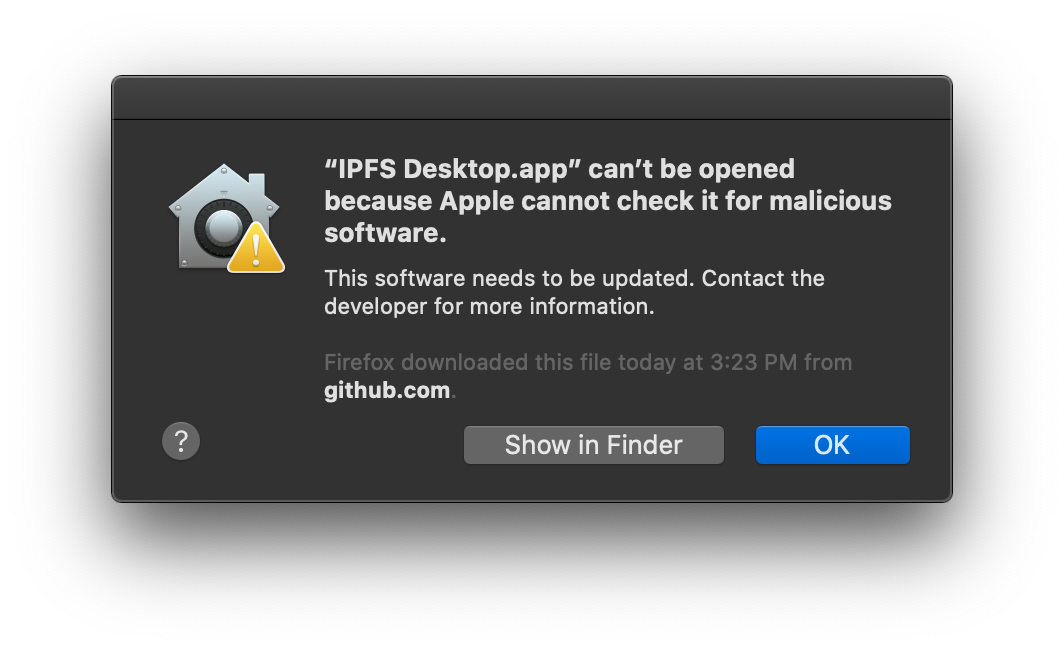 “IPFS Desktop.app” can’t be opened
because Apple cannot check it for malicious
software.
This software needs to be updated. Contact the
developer for more information.
Firefox downloaded this file today at 3:23 PM from
github.com.
?
Show in Finder
OK